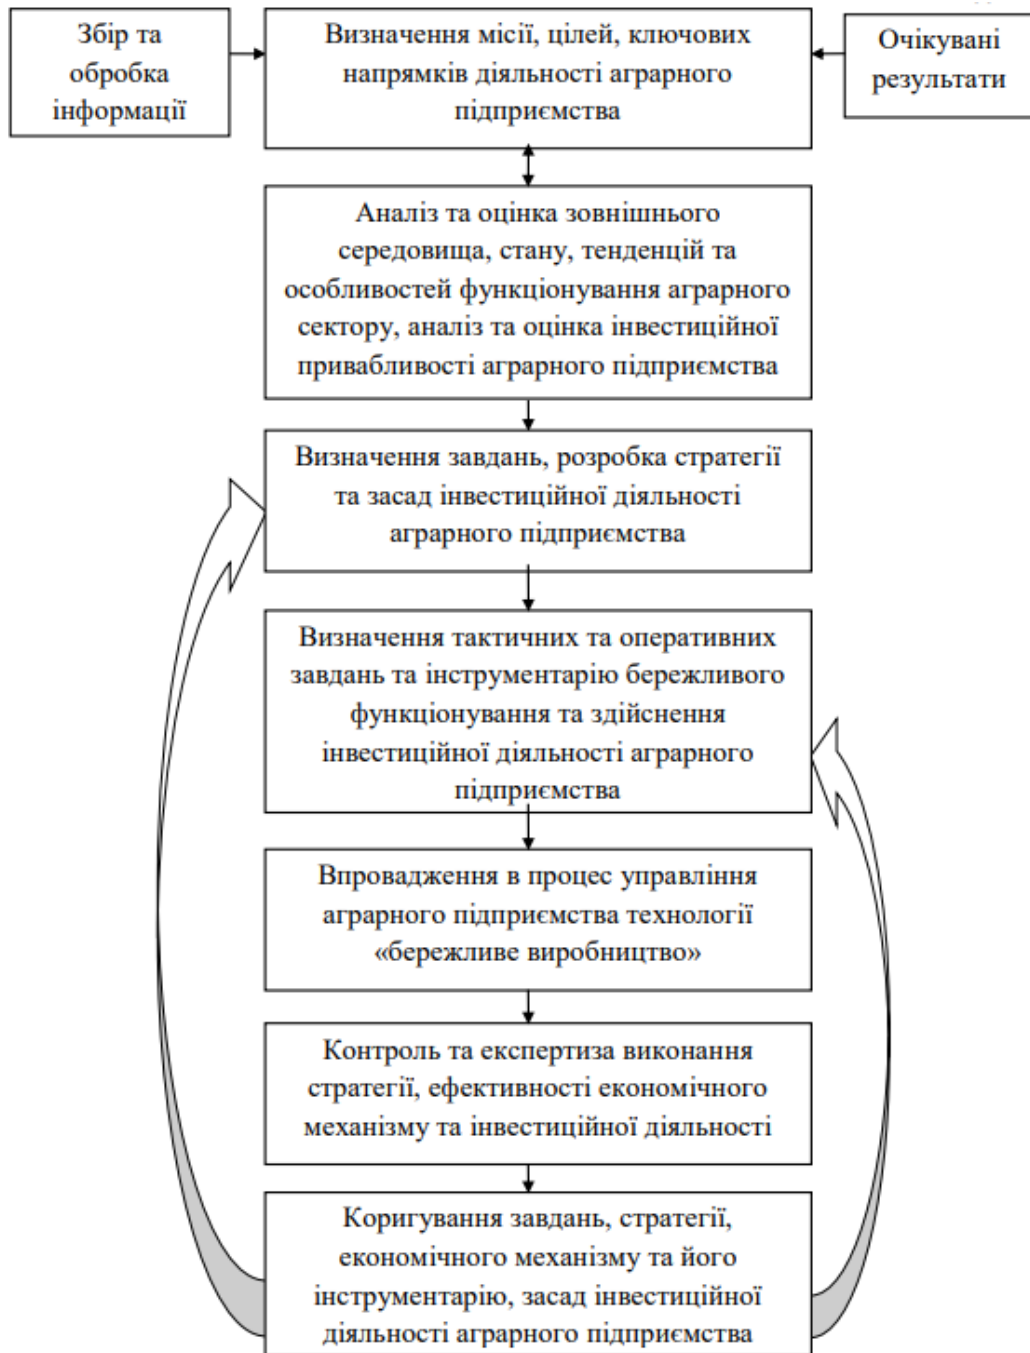 Збір та
обробка
інформації
Визначення місії, цілей, ключових
напрямків діяльності аграрного
підприємства
Очікувані
результати
Аналіз та оцінка зовнішнього
середовища, стану, тенденцій та
особливостей функціонування аграрного
сектору, аналіз та оцінка інвестиційної
привабливості аграрного підприємства
Визначення завдань, розробка стратегії
та засад інвестиційної діяльності
аграрного підприємства
Визначення тактичних та оперативних
завдань та інструментарію бережливого
функціонування та здійснення
інвестиційної діяльності аграрного
підприємства
Впровадження в процес управління
аграрного підприємства технології
«бережливе виробництво»
Контроль та експертиза виконання
стратегії, ефективності економічного
механізму та інвестиційної діяльності
Коригування завдань, стратегії,
економічного механізму та його
інструментарію, засад інвестиційної
діяльності аграрного підприємства